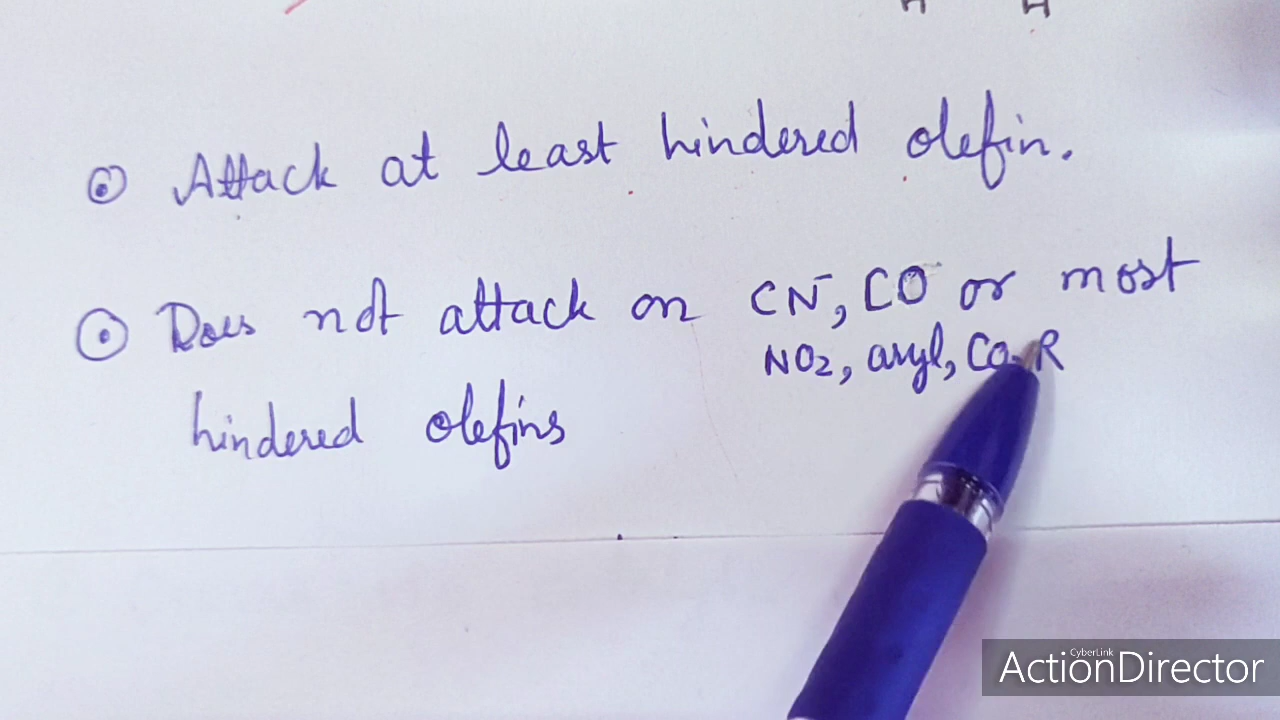 Attack at least hindered olefin.
Does not attack on CN, CO or most
NO2, aryl, CO R
hindered olefins
CyberLink
ActionDirector